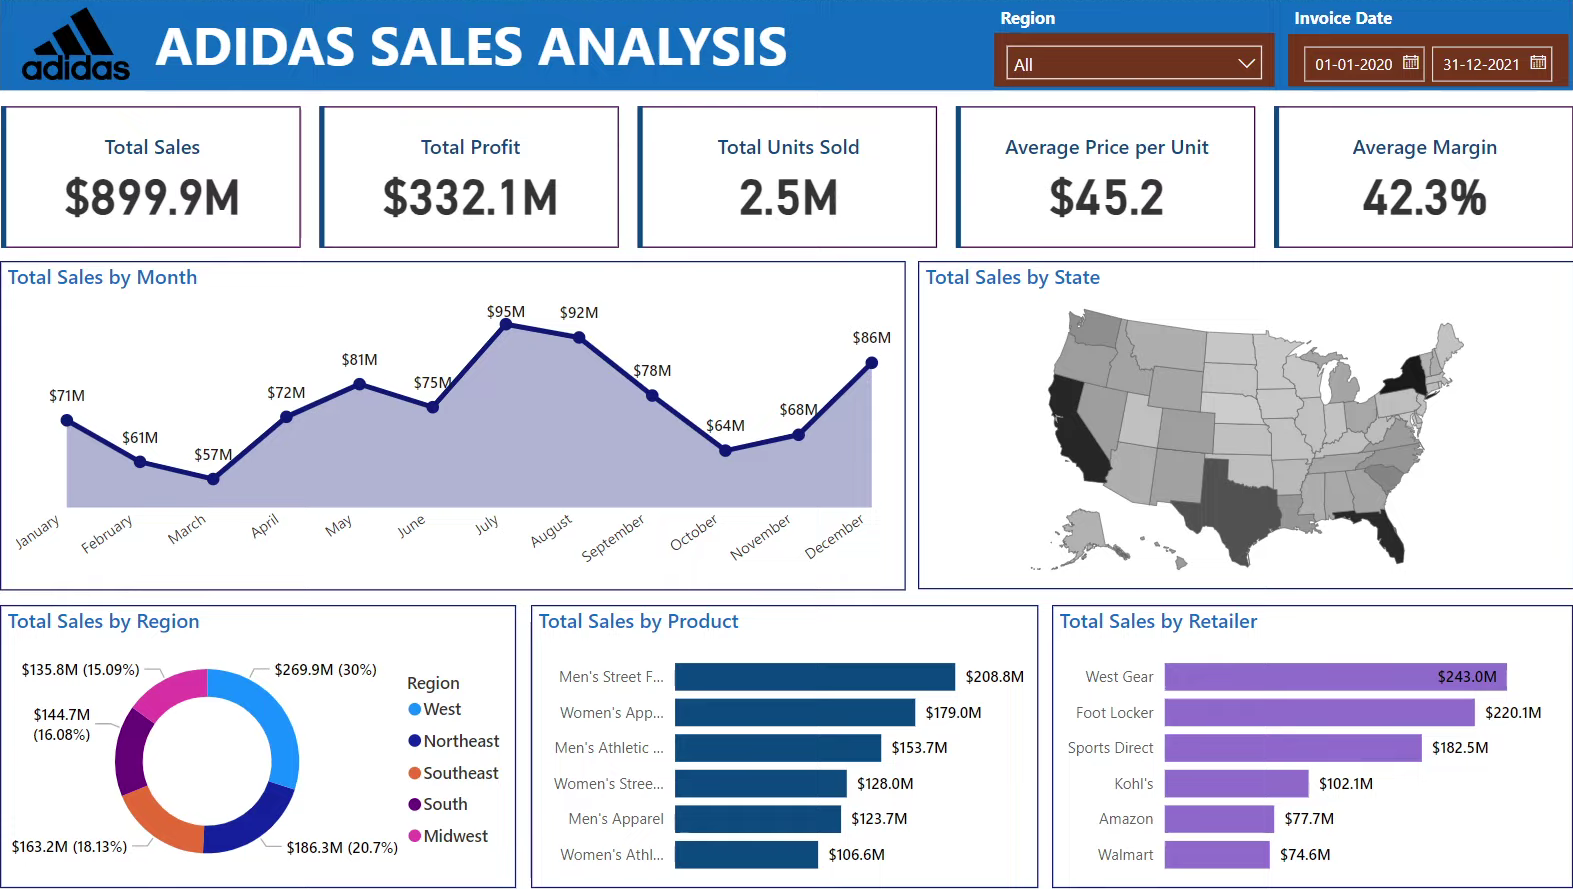 adidas
ADIDAS SALES ANALYSIS
Region
All
Invoice Date
01-01-2020
31-12-2021
Total Sales
$899.9M
Total Profit
$332.1M
Total Units Sold
2.5M
Average Price per Unit
$45.2
Average Margin
42.3%
Total Sales by Month
$71M
$61M
$57M
$72M
$81M
$75M
$95M
$92M
$78M
$64M
$68M
$86M
January
February
March
April
May
June
July
August
September
October
November
December
Total Sales by State
Total Sales by Region
$135.8M (15.09%)
$269.9M (30%)
$144.7M
(16.08%)
$163.2M (18.13%)
$186.3M (20.7%)
Region
West
Northeast
Southeast
South
Midwest
Total Sales by Product
Men's Street F... $208.8M
Women's App... $179.0M
Men's Athletic ... $153.7M
Women's Stree... $128.0M
Men's Apparel $123.7M
Women's Athl... $106.6M
Total Sales by Retailer
West Gear $243.0M
Foot Locker $220.1M
Sports Direct $182.5M
Kohl's $102.1M
Amazon $77.7M
Walmart $74.6M